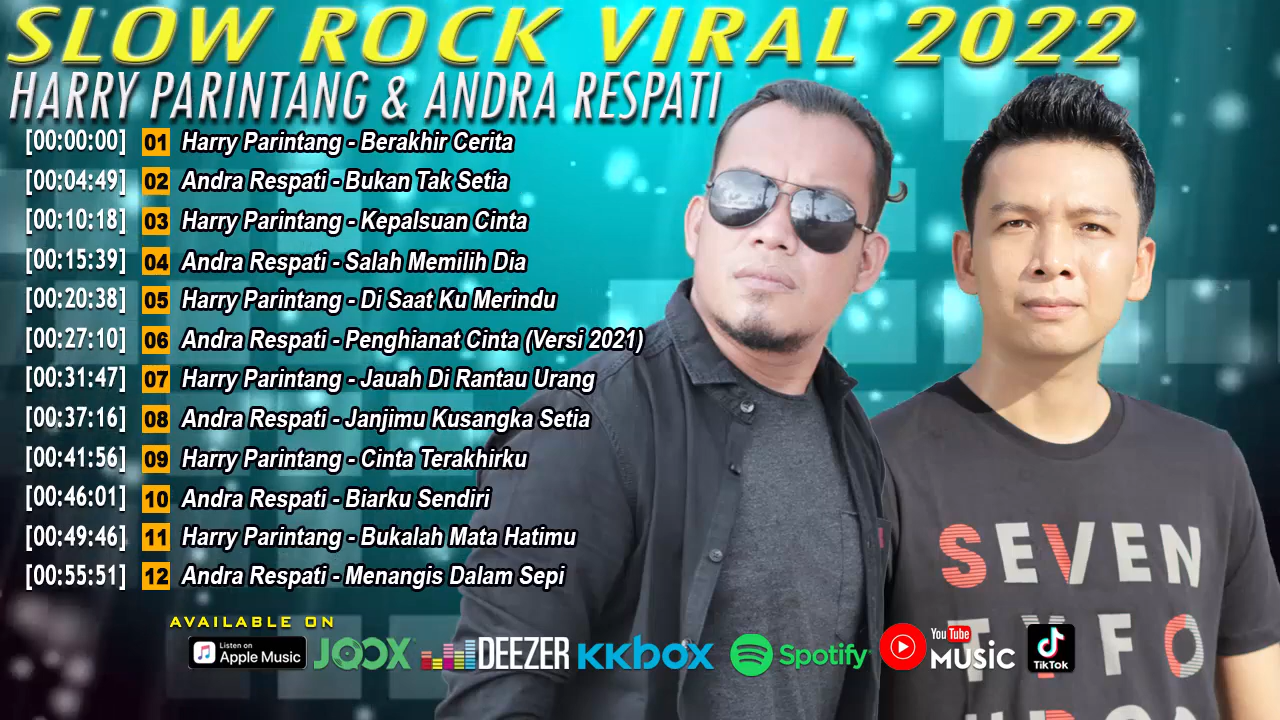 SLOW ROCK VIRAL 2022
HARRY PARINTANG & ANDRA RESPATI
[00:00:00] 01 Harry Parintang - Berakhir Cerita
[00:04:49] 02 Andra Respati - Bukan Tak Setia
[00:10:18] 03 Harry Parintang - Kepalsuan Cinta
[00:15:39] 04 Andra Respati - Salah Memilih Dia
[00:20:38] 05 Harry Parintang - Di Saat Ku Merindu
[00:27:10] 06 Andra Respati - Penghianat Cinta (Versi 2021)
[00:31:47] 07 Harry Parintang - Jauah Di Rantau Urang
[00:37:16] 08 Andra Respati - Janjimu Kusangka Setia
[00:41:56] 09 Harry Parintang - Cinta Terakhirku
[00:46:01] 10 Andra Respati - Biarku Sendiri
[00:49:46] 11 Harry Parintang - Bukalah Mata Hatimu
[00:55:51] 12 Andra Respati - Menangis Dalam Sepi
SEVEN
TYFO
AVAILABLE ON
Listen on
Apple Music JOOX DEEZER KKBOX Spotify YouTube MUSIC TikTok